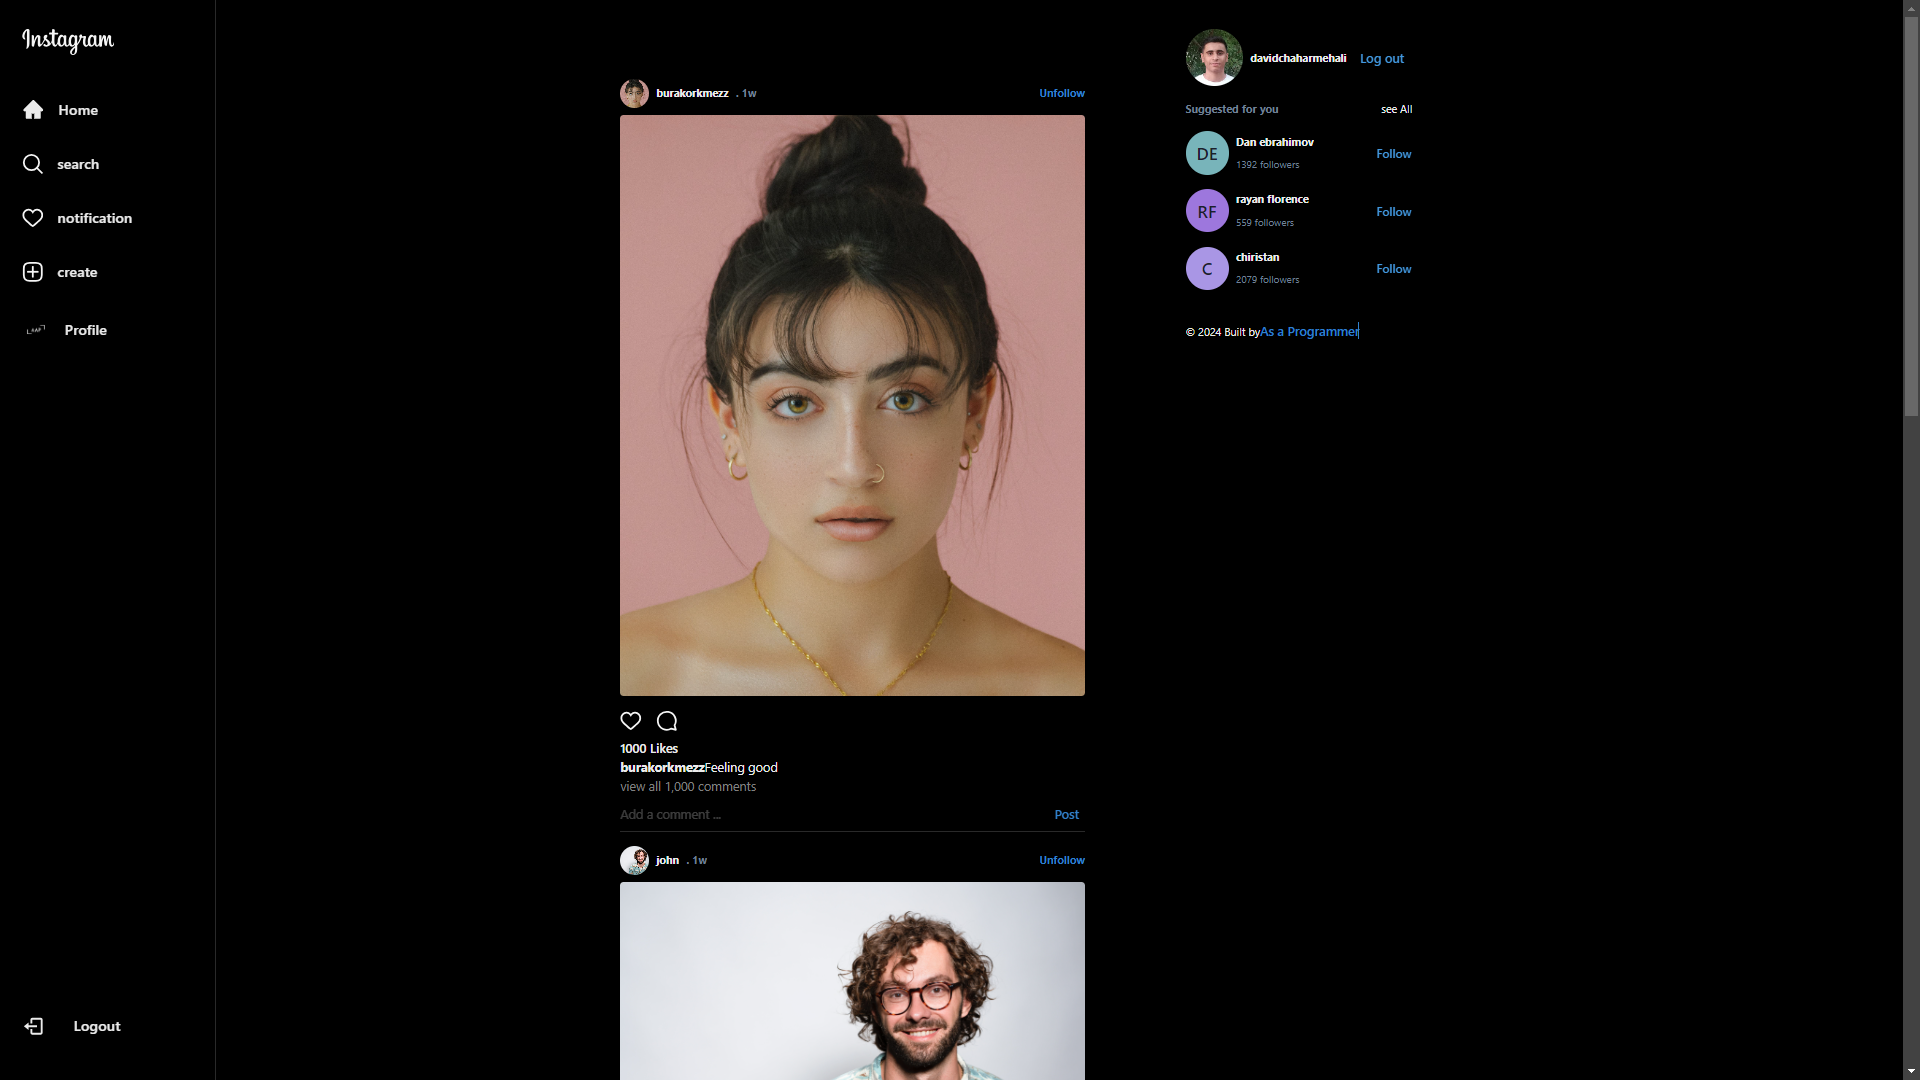 Instagram
Home
search
notification
create
Profile
Logout
burakorkmezz . 1w Unfollow
1000 Likes
burakorkmezzFeeling good
view all 1,000 comments
Add a comment ... Post
john . 1w Unfollow
davidchaharmehali Log out
Suggested for you see All
DE Dan ebrahimov
1392 followers Follow
RF rayan florence
559 followers Follow
C chiristan
2079 followers Follow
© 2024 Built byAs a Programmer